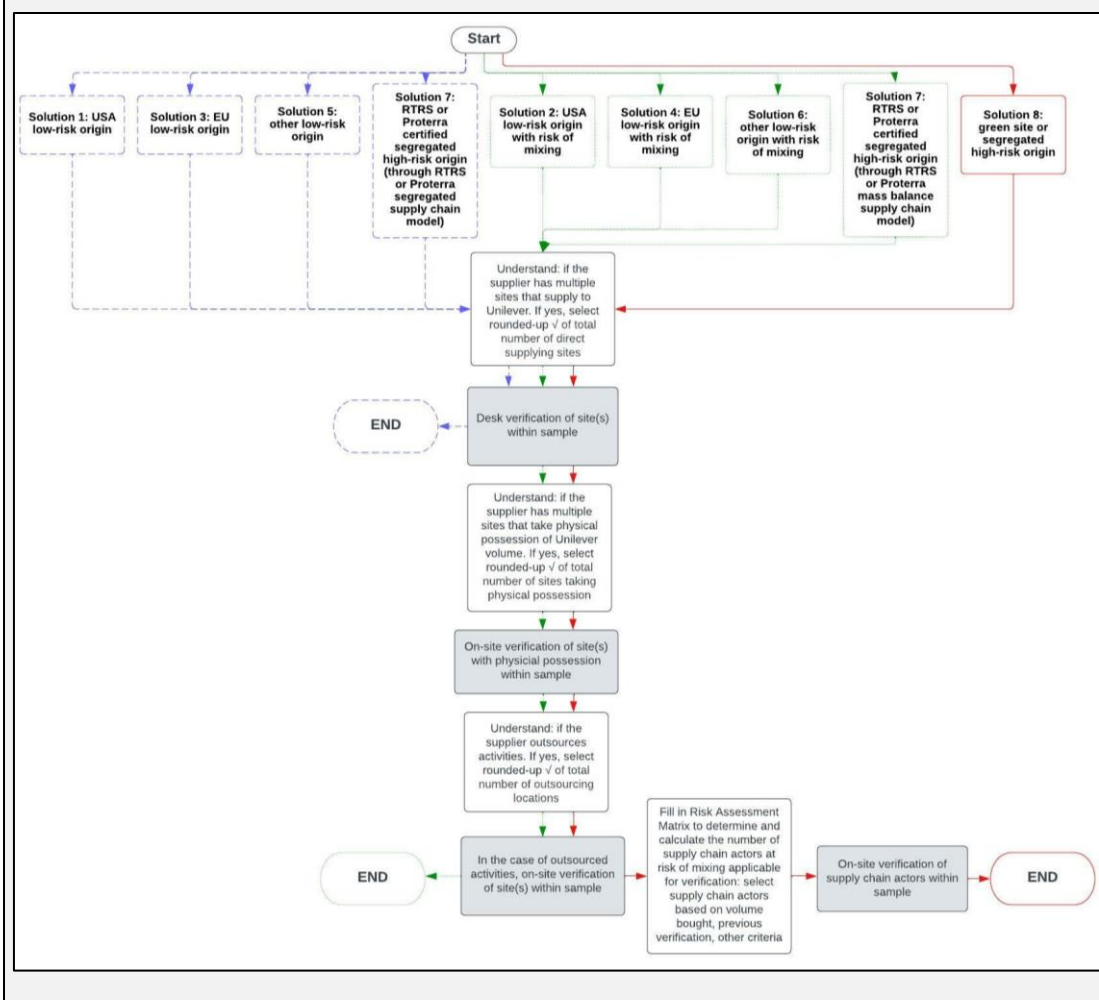 Start
Solution 1: USA
low-risk origin
Solution 3: EU
low-risk origin
Solution 5:
other low-risk
origin
Solution 7:
RTRS or
Proterra
certified
segregated
high-risk origin
(through RTRS
or Proterra
segregated
supply chain
model)
Solution 2: USA
low-risk origin
with risk of
mixing
Solution 4: EU
low-risk origin
with risk of
mixing
Solution 6:
other low-risk
origin with risk
of mixing
Solution 7:
RTRS or
Proterra
certified
segregated
high-risk origin
(through RTRS
or Proterra
mass balance
supply chain
model)
Solution 8:
green site or
segregated
high-risk origin
Understand: if the
supplier has multiple
sites that supply to
Unilever. If yes, select
rounded-up √ of total
number of direct
supplying sites
END
Desk verification of site(s)
within sample
Understand: if the
supplier has multiple
sites that take physical
possession of Unilever
volume. If yes, select
rounded-up √ of total
number of sites taking
physical possession
On-site verification of site(s)
with physicial possession
within sample
Understand: if the
supplier outsources
activities. If yes, select
rounded-up √ of total
number of outsourcing
locations
END
In the case of outsourced
activities, on-site verification
of site(s) within sample
Fill in Risk Assessment
Matrix to determine and
calculate the number of
supply chain actors at
risk of mixing applicable
for verification: select
supply chain actors
based on volume
bought, previous
verification, other criteria
On-site verification of
supply chain actors within
sample
END